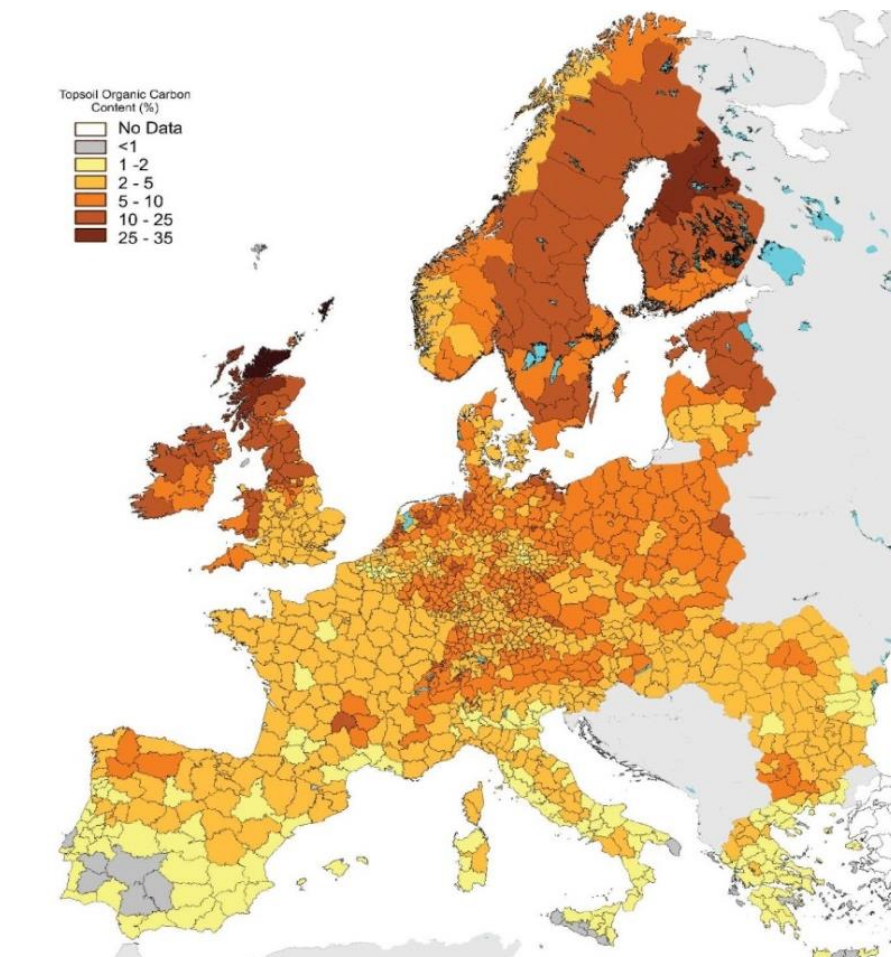 Topsoil Organic Carbon
Content (%)
No Data
<1
1 -2
2 - 5
5 - 10
10 - 25
25 - 35